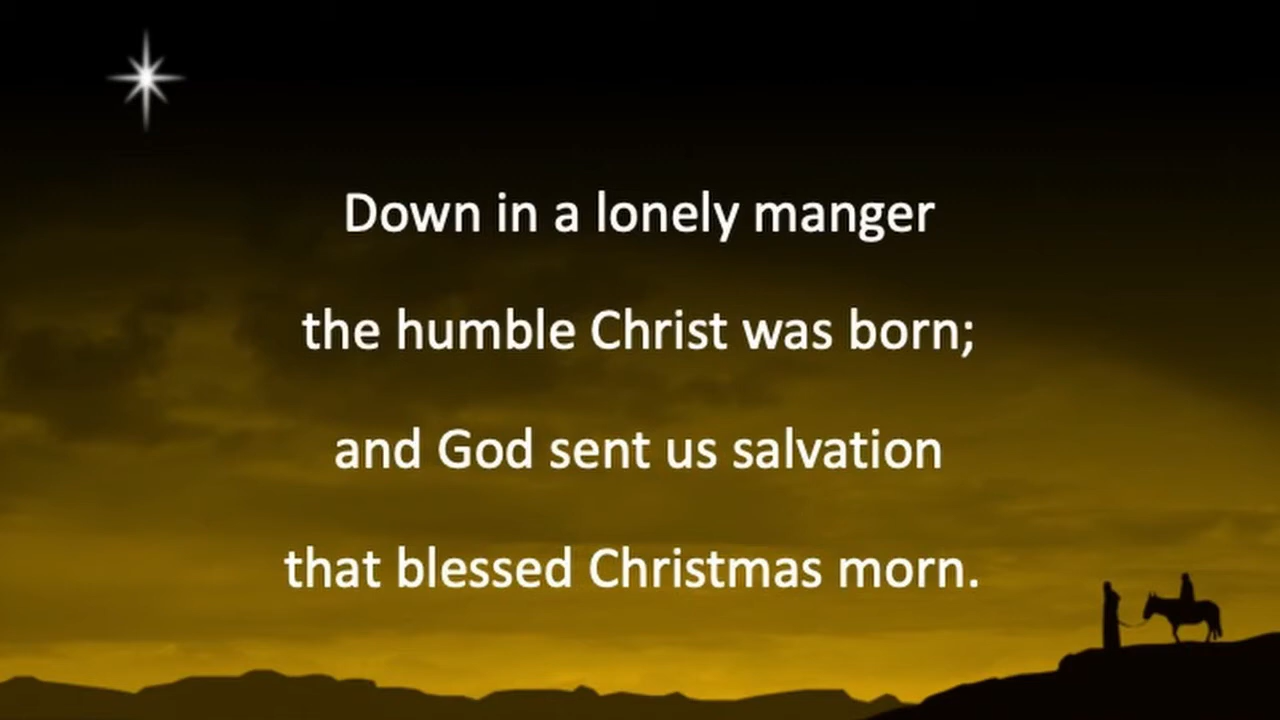 Down in a lonely manger
the humble Christ was born;
and God sent us salvation
that blessed Christmas morn.